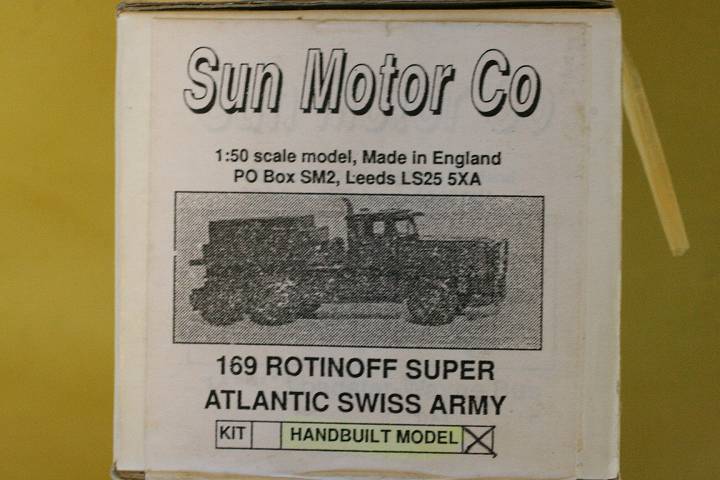 Sun Motor Co
1:50 scale model, Made in England
PO Box SM2, Leeds LS25 5XA
169 ROTINOFF SUPER
ATLANTIC SWISS ARMY
KIT HANDBUILT MODEL